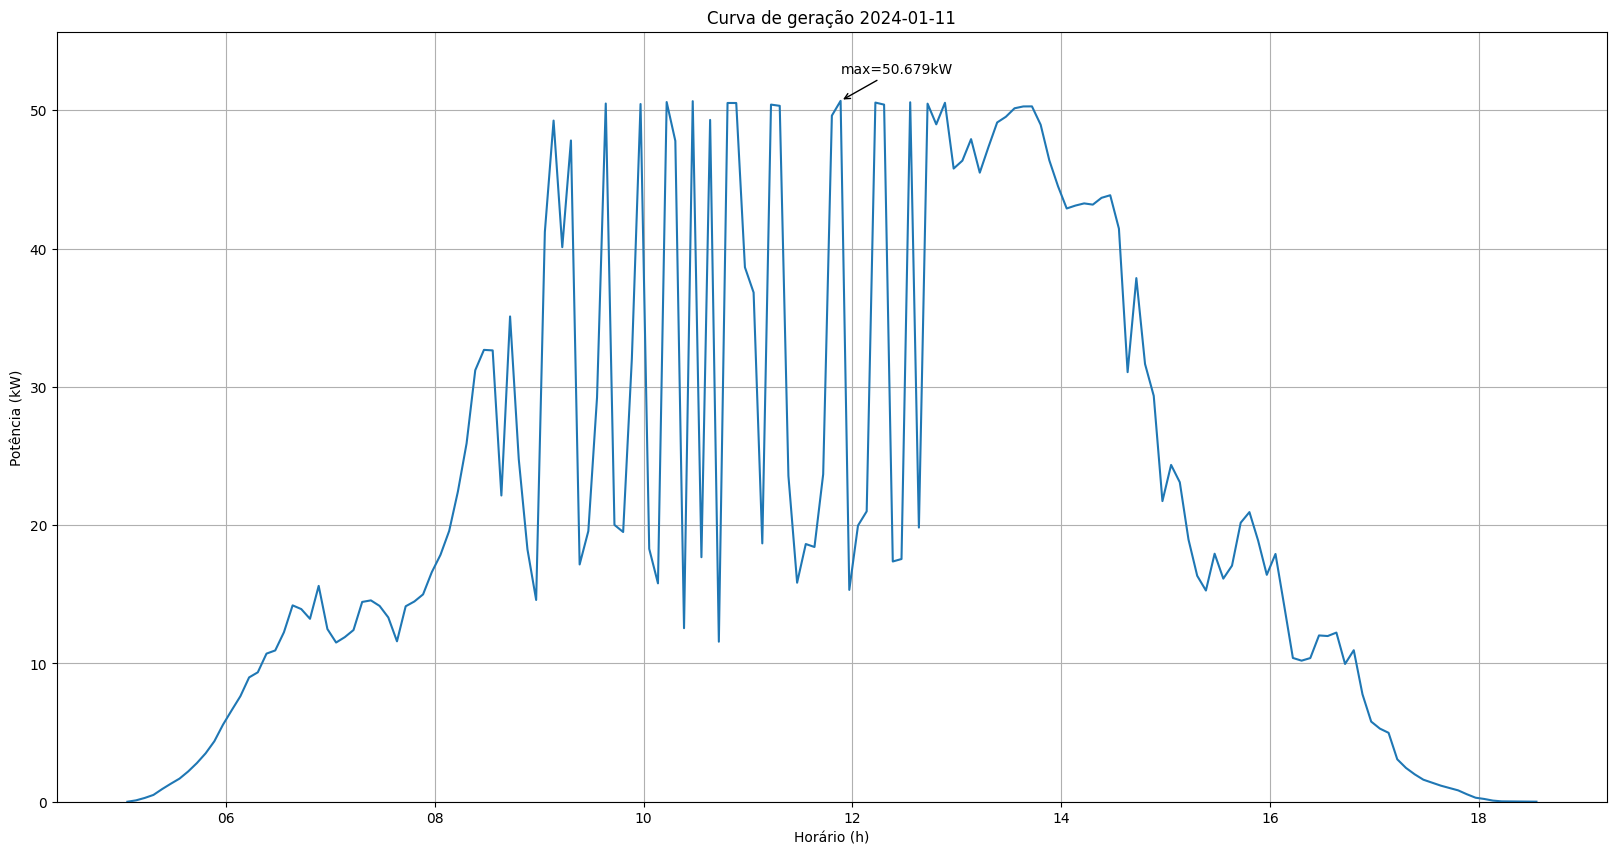 Curva de geração 2024-01-11
max=50.679kW
50
40
30
20
10
0
Potência (kW)
06 08 10 12 14 16 18
Horário (h)